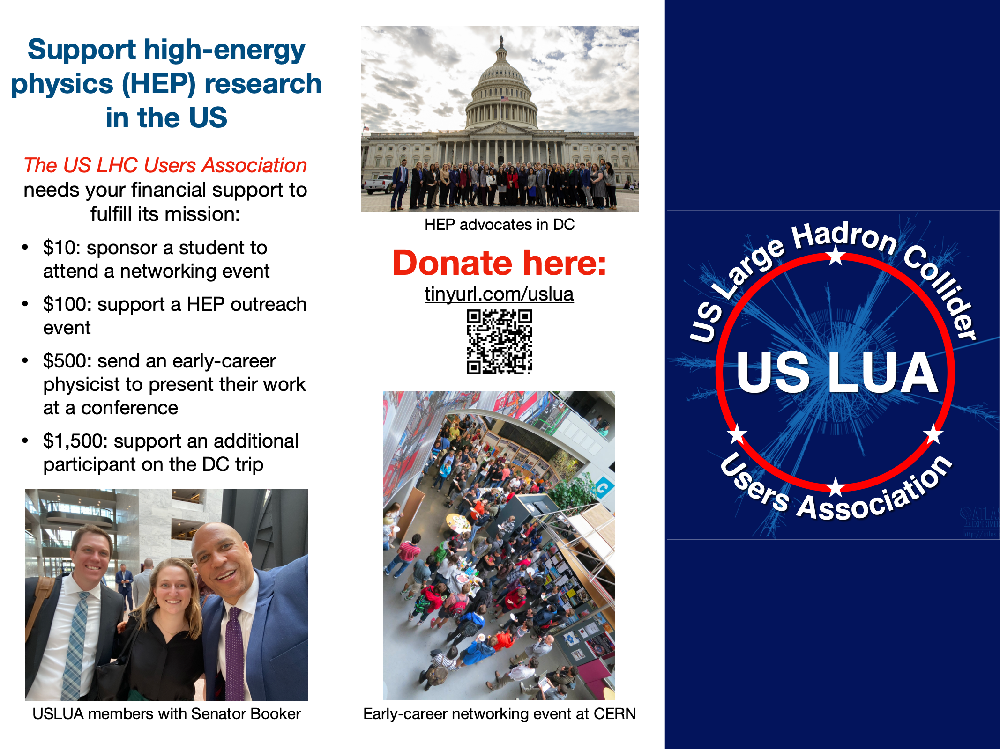 Support high-energy
physics (HEP) research
in the US
The US LHC Users Association
needs your financial support to
fulfill its mission:
• $10: sponsor a student to
attend a networking event
• $100: support a HEP outreach
event
• $500: send an early-career
physicist to present their work
at a conference
• $1,500: support an additional
participant on the DC trip
USLUA members with Senator Booker
HEP advocates in DC
Donate here:
tinyurl.com/uslua
C
Early-career networking event at CERN
US Large Hadron Collider
US LUA
Users Association
ATLAS
EXPERIMEN
http://atlas.